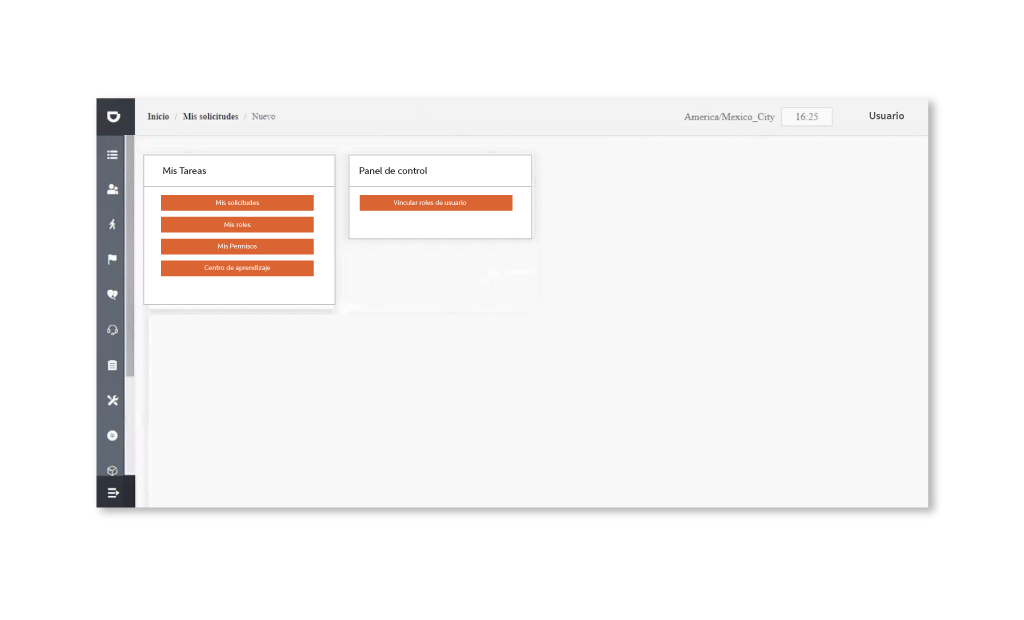 Inicio / Mis solicitudes / Nuevo
America/Mexico_City 16:25 Usuario
Mis Tareas
Mis solicitudes
Mis roles
Mis Permisos
Centro de aprendizaje
Panel de control
Vincular roles de usuario